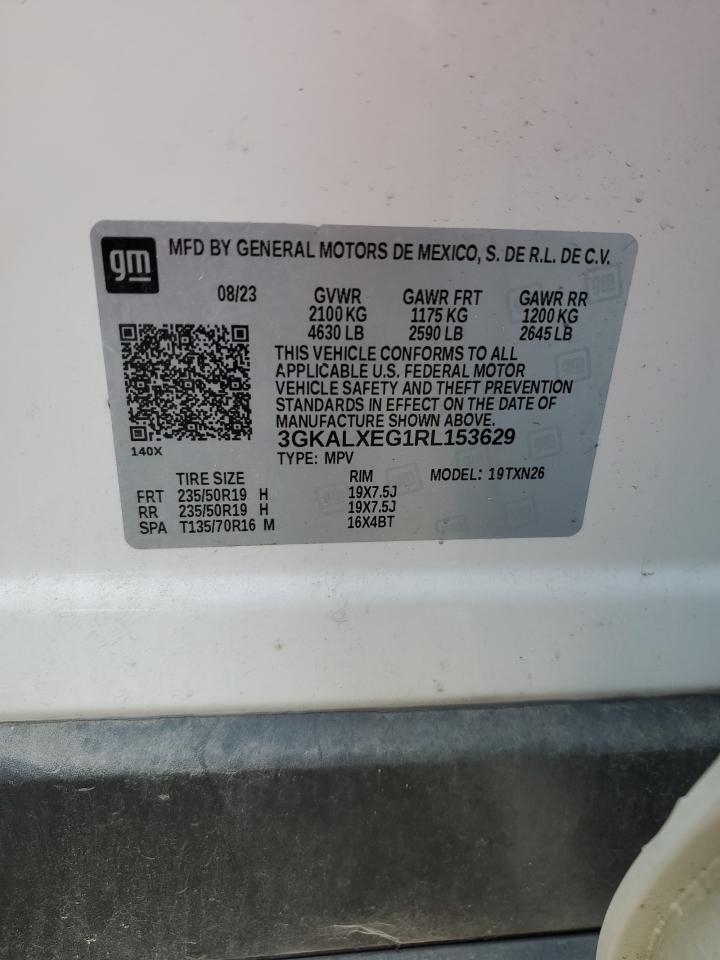 gm
MFD BY GENERAL MOTORS DE MEXICO, S. DE R.L. DE C.V.
08/23 GVWR GAWR FRT GAWR RR
2100 KG 1175 KG 1200 KG
4630 LB 2590 LB 2645 LB
THIS VEHICLE CONFORMS TO ALL
APPLICABLE U.S. FEDERAL MOTOR
VEHICLE SAFETY AND THEFT PREVENTION
STANDARDS IN EFFECT ON THE DATE OF
MANUFACTURE SHOWN ABOVE.
3GKALXEG1RL153629
140X
TYPE: MPV
TIRE SIZE RIM MODEL: 19TXN26
FRT 235/50R19 H 19X7.5J
RR 235/50R19 H 19X7.5J
SPA T135/70R16 M 16X4BT